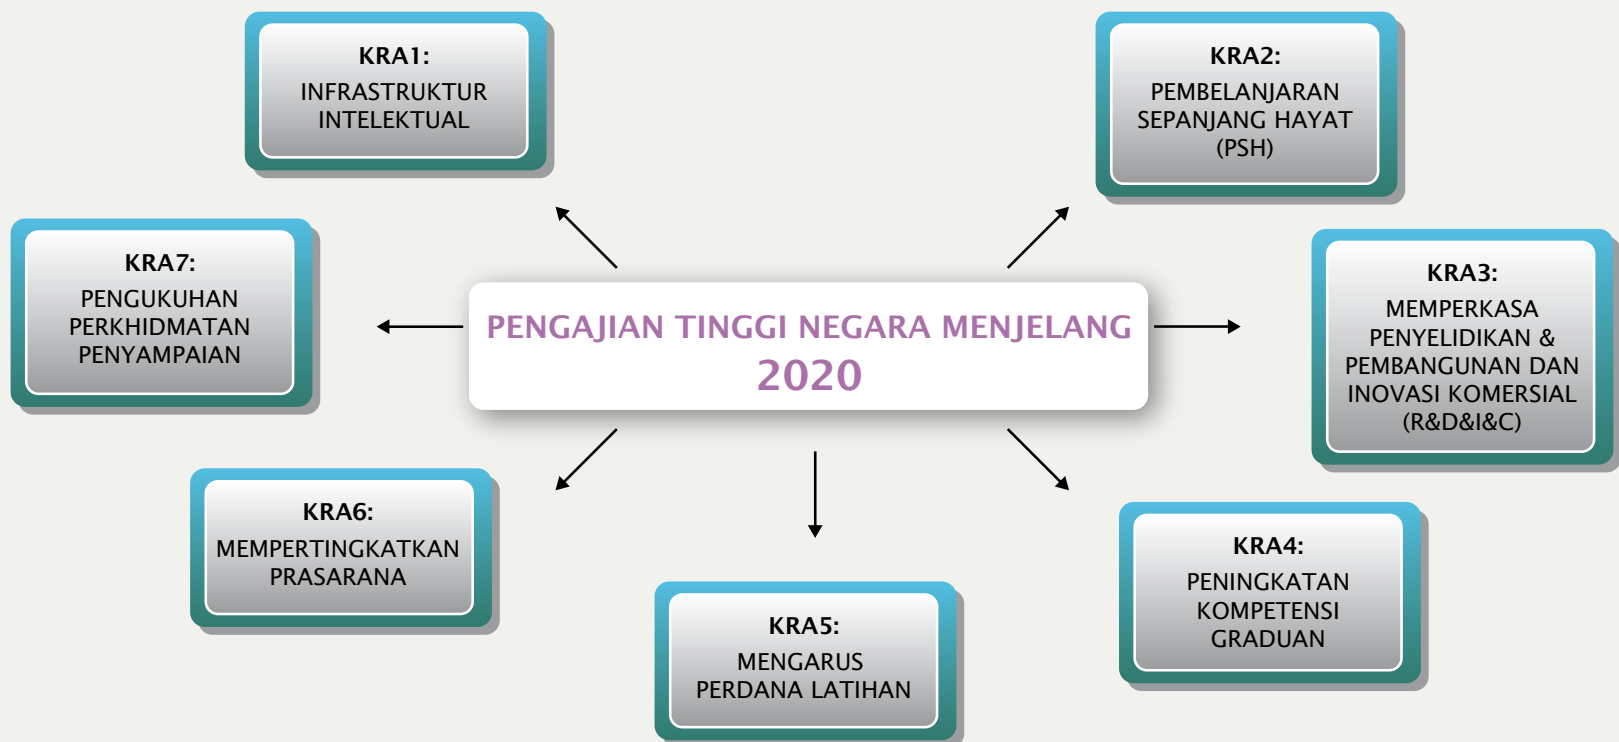 KRA1:
INFRASTRUKTUR
INTELEKTUAL
KRA2:
PEMBELANJARAN
SEPANJANG HAYAT
(PSH)
KRA7:
PENGUKUHAN
PERKHIDMATAN
PENYAMPAIAN
PENGAJIAN TINGGI NEGARA MENJELANG
2020
KRA3:
MEMPERKASA
PENYELIDIKAN &
PEMBANGUNAN DAN
INOVASI KOMERSIAL
(R&D&I&C)
KRA6:
MEMPERTINGKATKAN
PRASARANA
KRA5:
MENGARUS
PERDANA LATIHAN
KRA4:
PENINGKATAN
KOMPETENSI
GRADUAN